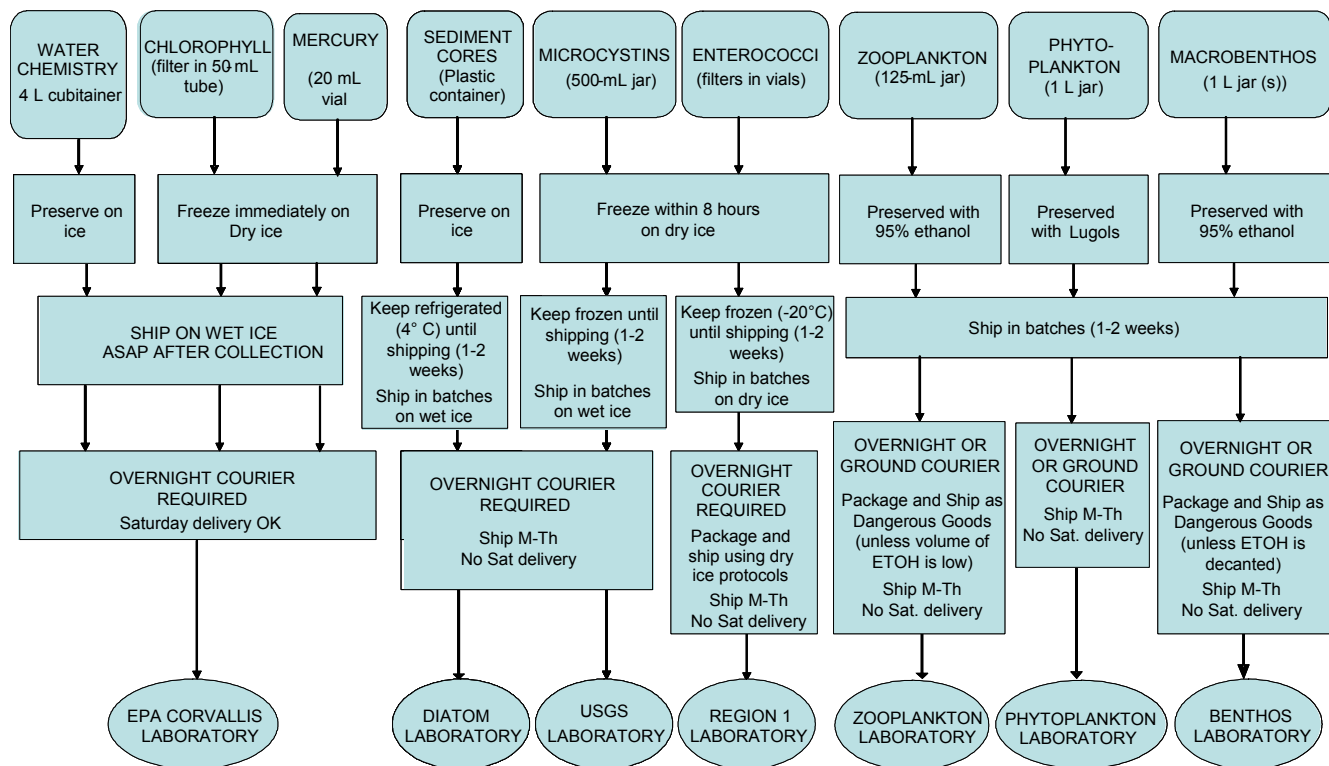 WATER
CHEMISTRY
4 L cubitainer
CHLOROPHYLL
(filter in 50-mL
tube)
MERCURY
(20 mL
vial
SEDIMENT
CORES
(Plastic
container)
MICROCYSTINS
(500-mL jar)
ENTEROCOCCI
(filters in vials)
ZOOPLANKTON
(125-mL jar)
PHYTO-
PLANKTON
(1 L jar)
MACROBENTHOS
(1 L jar (s))
Preserve on
ice
Freeze immediately on
Dry ice
Preserve on
ice
Freeze within 8 hours
on dry ice
Preserved with
95% ethanol
Preserved
with Lugols
Preserved with
95% ethanol
SHIP ON WET ICE
ASAP AFTER COLLECTION
Keep refrigerated
(4° C) until
shipping (1-2
weeks)
Ship in batches
on wet ice
Keep frozen until
shipping (1-2
weeks)
Ship in batches
on wet ice
Keep frozen (-20°C)
until shipping (1-2
weeks)
Ship in batches
on dry ice
Ship in batches (1-2 weeks)
OVERNIGHT COURIER
REQUIRED
Saturday delivery OK
OVERNIGHT COURIER
REQUIRED
Ship M-Th
No Sat delivery
OVERNIGHT
COURIER
REQUIRED
Package and
ship using dry
ice protocols
Ship M-Th
No Sat delivery
OVERNIGHT OR
GROUND COURIER
Package and Ship as
Dangerous Goods
(unless volume of
ETOH is low)
Ship M-Th
No Sat. delivery
OVERNIGHT
OR GROUND
COURIER
Ship M-Th
No Sat. delivery
OVERNIGHT OR
GROUND COURIER
Package and Ship as
Dangerous Goods
(unless ETOH is
decanted)
Ship M-Th
No Sat. delivery
EPA CORVALLIS
LABORATORY
DIATOM
LABORATORY
USGS
LABORATORY
REGION 1
LABORATORY
ZOOPLANKTON
LABORATORY
PHYTOPLANKTON
LABORATORY
BENTHOS
LABORATORY